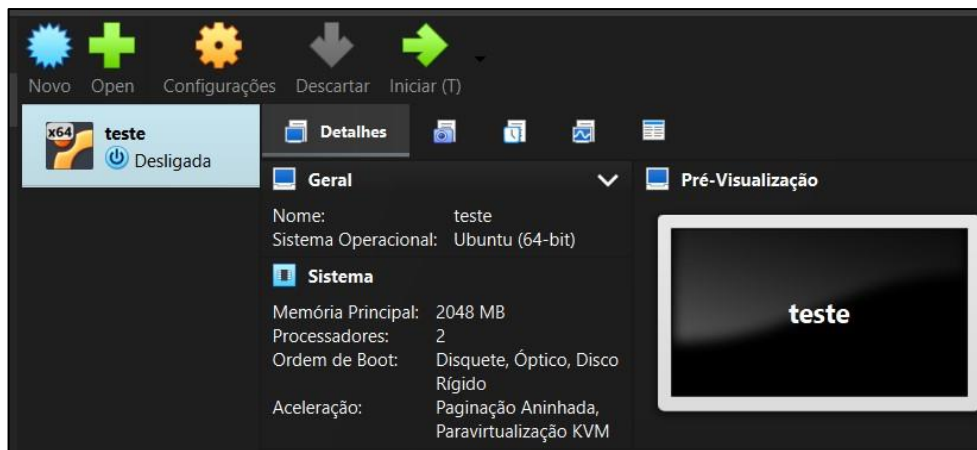 Novo Open Configurações Descartar Iniciar (T)
x64 teste
Desligada
Detalhes
Geral
Nome: teste
Sistema Operacional: Ubuntu (64-bit)
Sistema
Memória Principal: 2048 MB
Processadores: 2
Ordem de Boot: Disquete, Óptico, Disco
Rígido
Aceleração: Paginação Aninhada,
Paravirtualização KVM
Pré-Visualização
teste